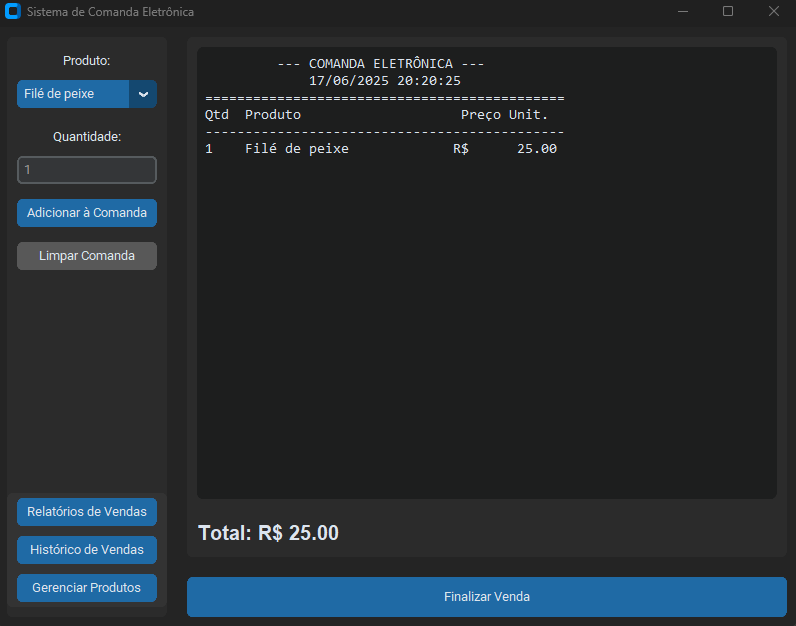 Sistema de Comanda Eletrônica
Produto:
Filé de peixe
Quantidade:
1
Adicionar à Comanda
Limpar Comanda
Relatórios de Vendas
Histórico de Vendas
Gerenciar Produtos
--- COMANDA ELETRÔNICA ---
17/06/2025 20:20:25
=============================================
Qtd  Produto                    Preço Unit.
---------------------------------------------
1    Filé de peixe             R$      25.00
Total: R$ 25.00
Finalizar Venda